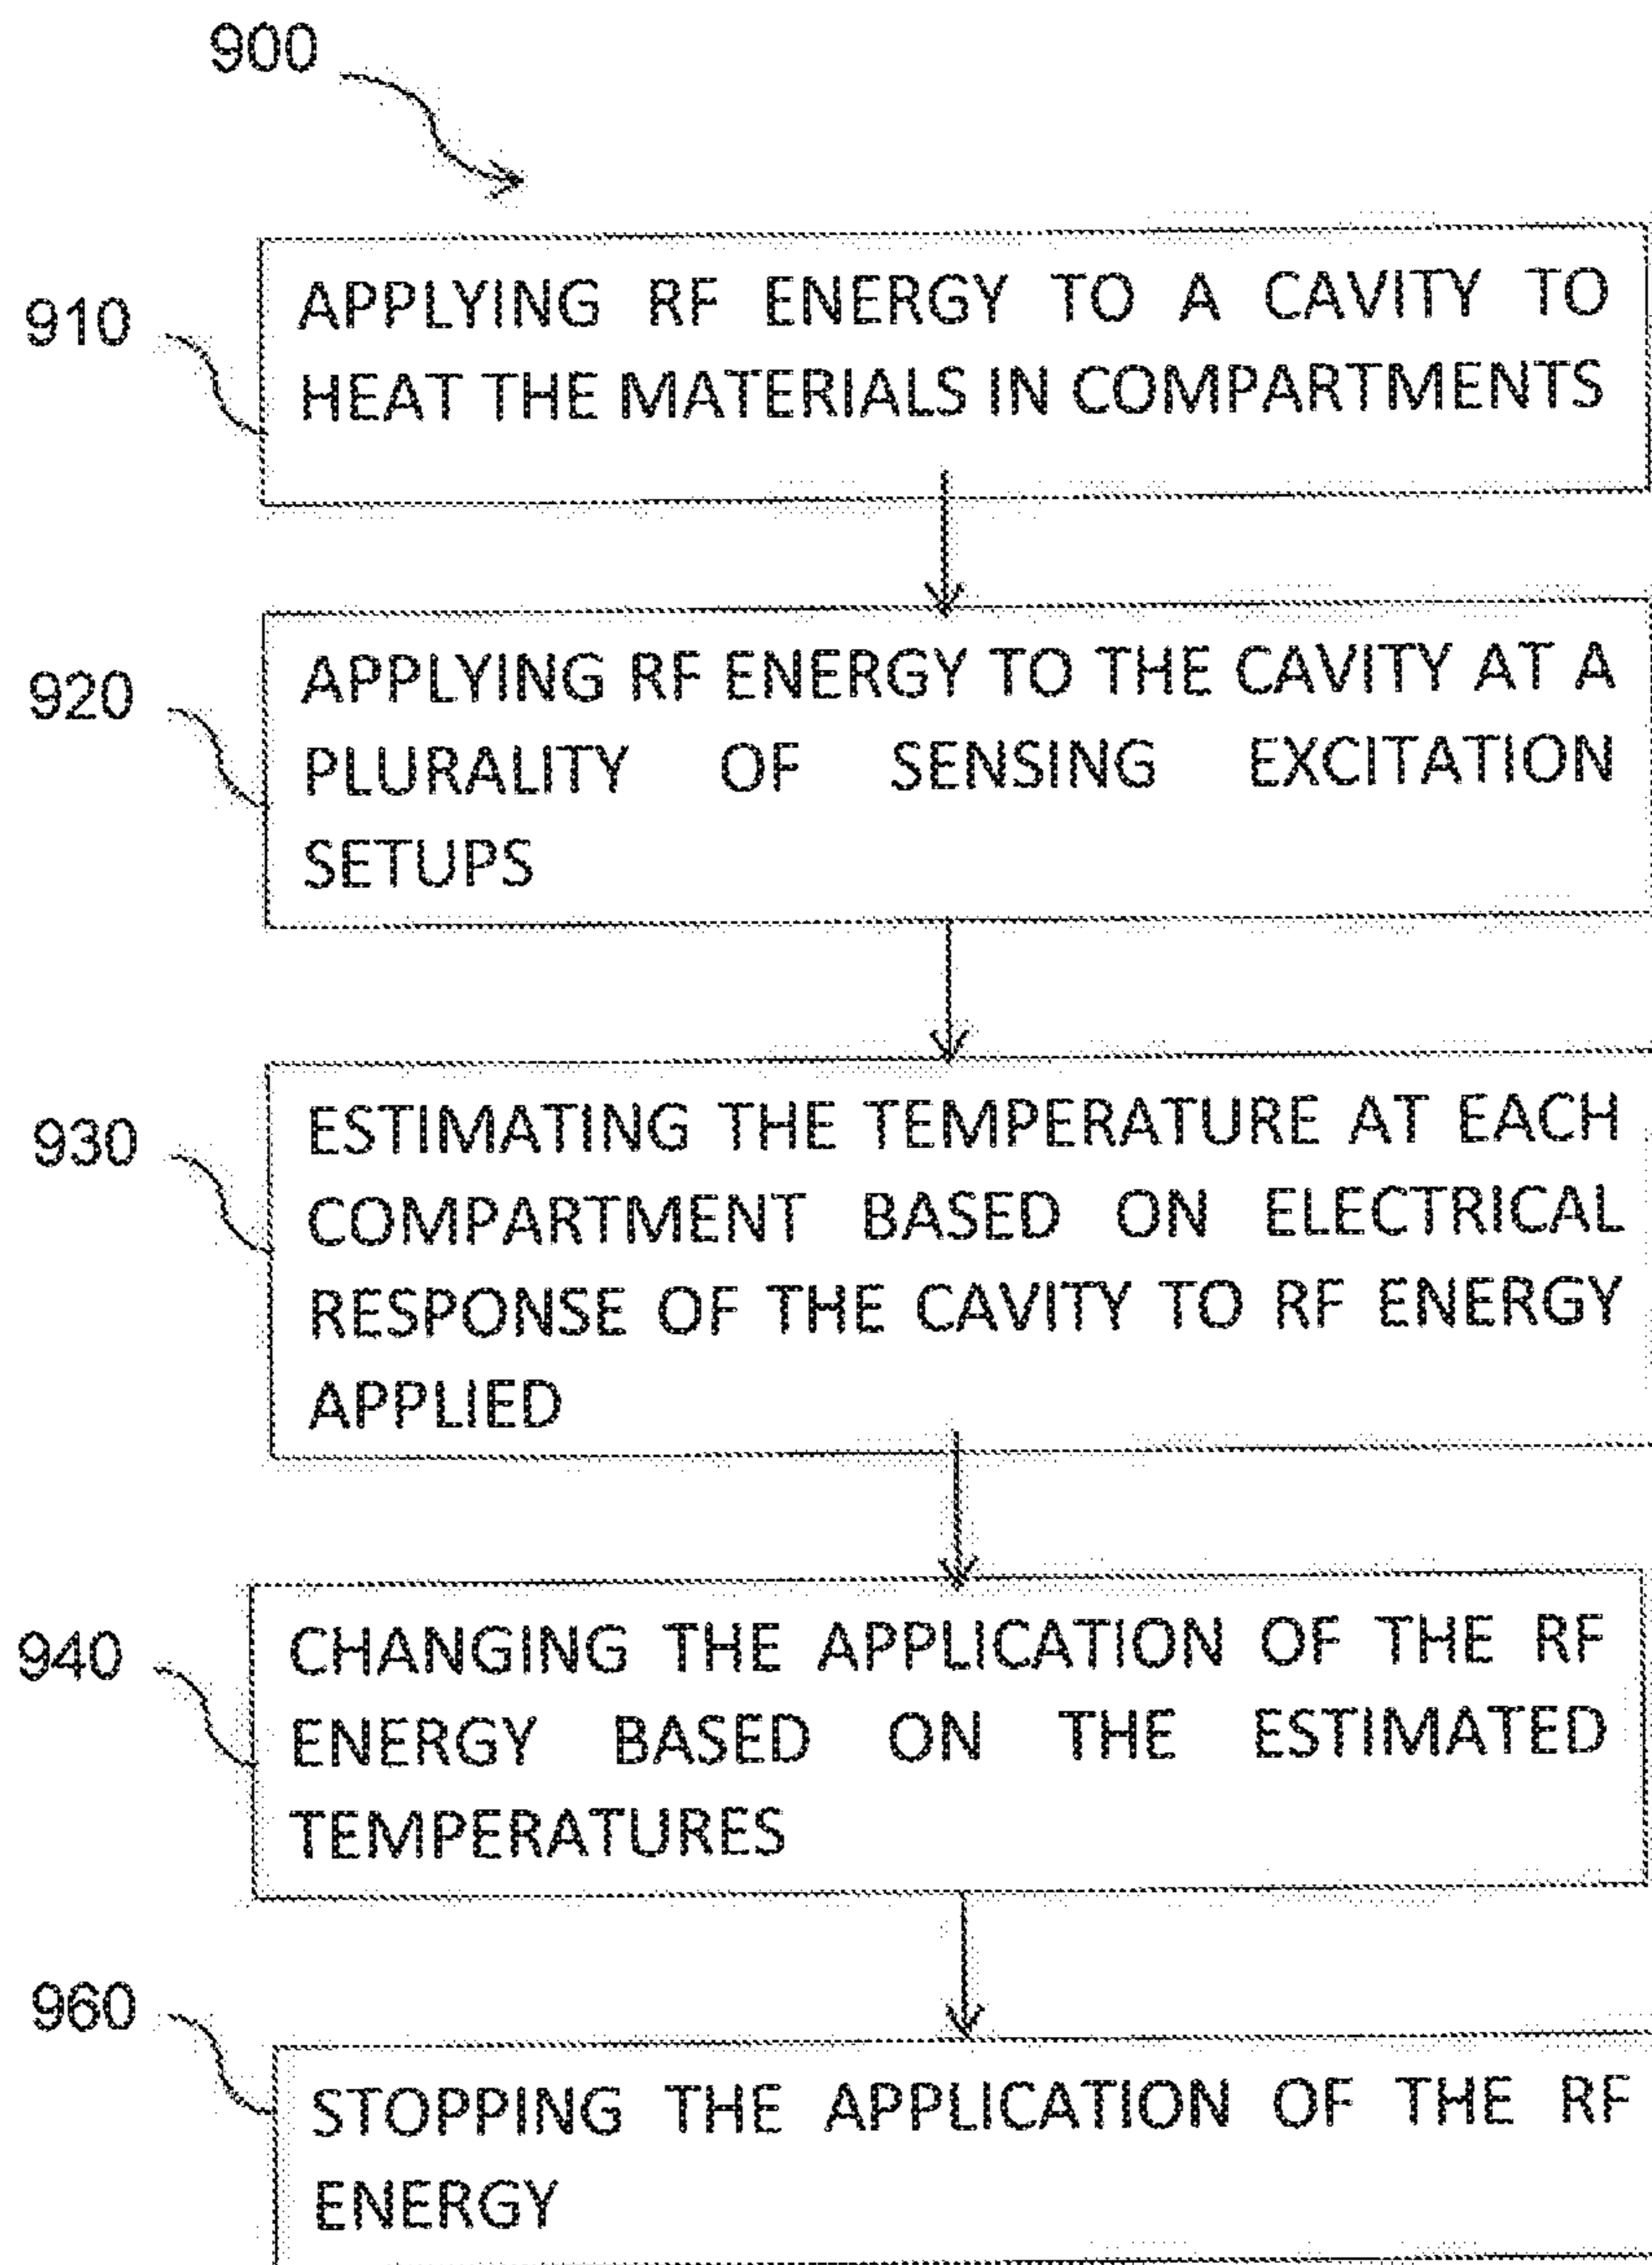 900
910
APPLYING RF ENERGY TO A CAVITY TO
HEAT THE MATERIALS IN COMPARTMENTS
920
APPLYING RF ENERGY TO THE CAVITY AT A
PLURALITY OF SENSING EXCITATION
SETUPS
930
ESTIMATING THE TEMPERATURE AT EACH
COMPARTMENT BASED ON ELECTRICAL
RESPONSE OF THE CAVITY TO RF ENERGY
APPLIED
940
CHANGING THE APPLICATION OF THE RF
ENERGY BASED ON THE ESTIMATED
TEMPERATURES
960
STOPPING THE APPLICATION OF THE RF
ENERGY